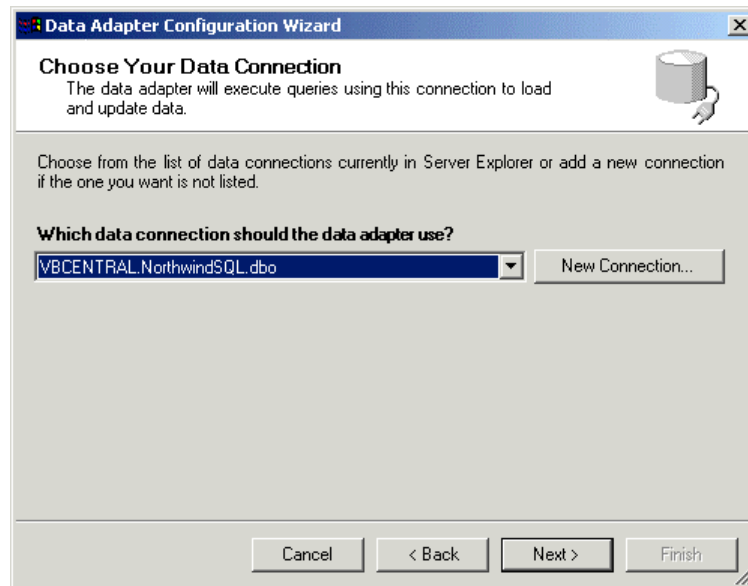 Data Adapter Configuration Wizard
Choose Your Data Connection
The data adapter will execute queries using this connection to load
and update data.
Choose from the list of data connections currently in Server Explorer or add a new connection
if the one you want is not listed.
Which data connection should the data adapter use?
VBCENTRAL.NorthwindSQL.dbo New Connection...
Cancel < Back Next > Finish